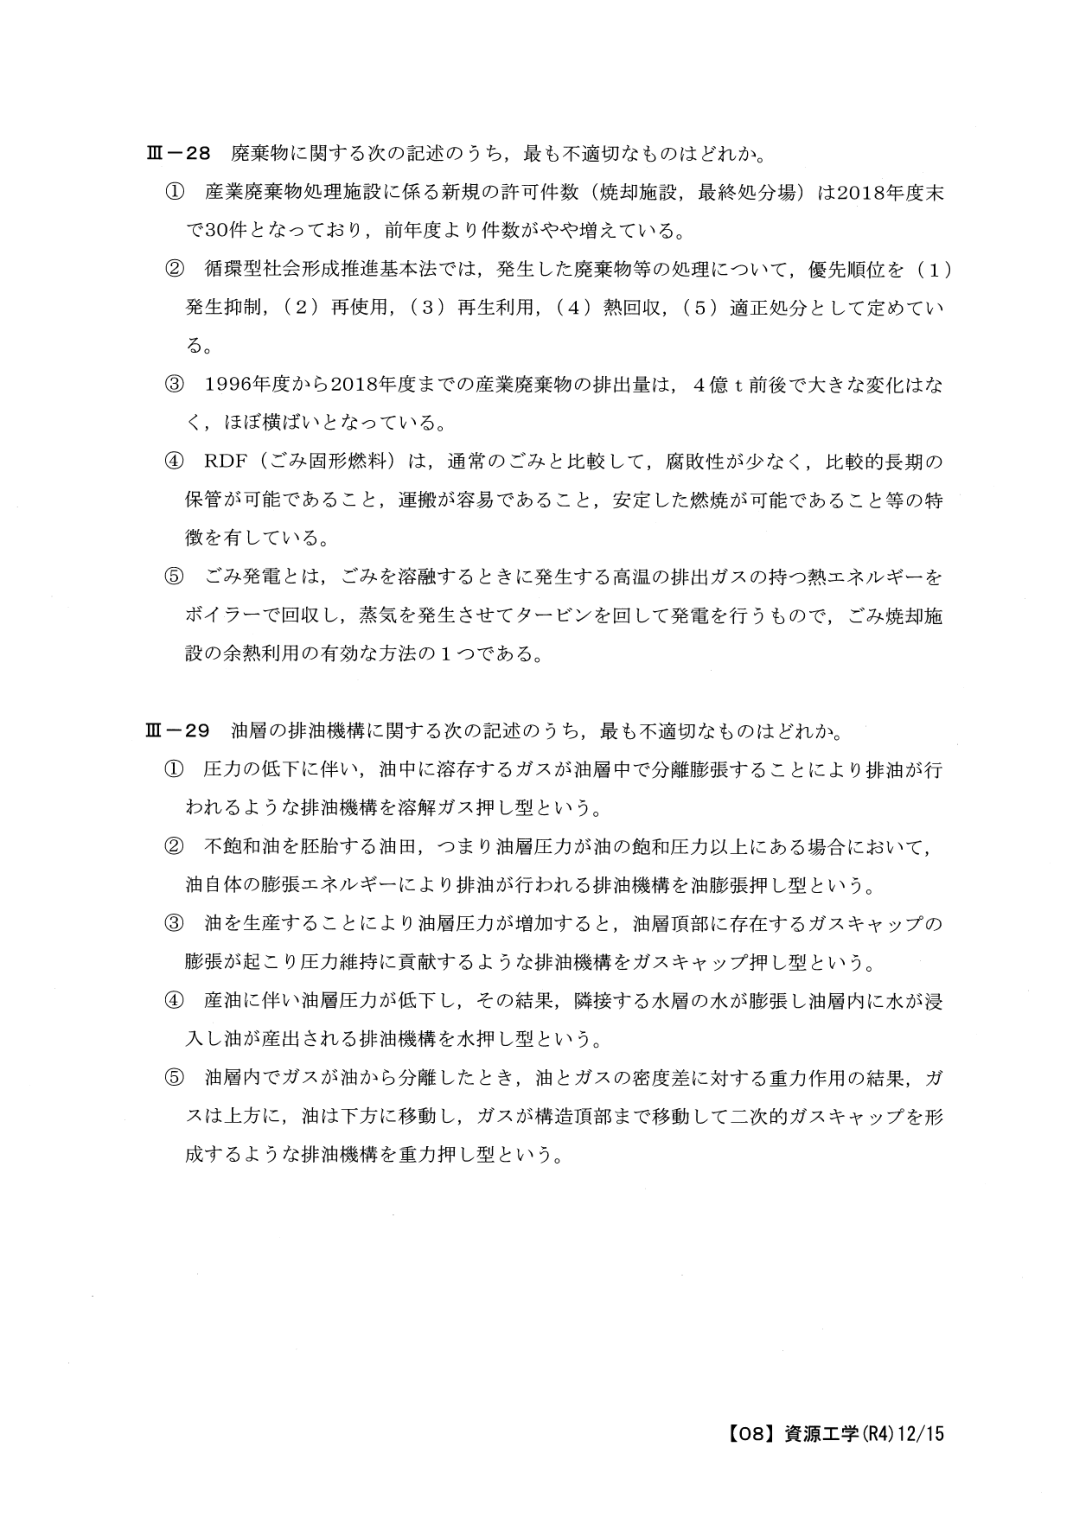 Ⅲ－28　廃棄物に関する次の記述のうち，最も不適切なものはどれか。
①　産業廃棄物処理施設に係る新規の許可件数（焼却施設，最終処分場）は2018年度末
で30件となっており，前年度より件数がやや増えている。
②　循環型社会形成推進基本法では，発生した廃棄物等の処理について，優先順位を（1）
発生抑制，（2）再使用，（3）再生利用，（4）熱回収，（5）適正処分として定めてい
る。
③　1996年度から2018年度までの産業廃棄物の排出量は，4億ｔ前後で大きな変化はな
く，ほぼ横ばいとなっている。
④　RDF（ごみ固形燃料）は，通常のごみと比較して，腐敗性が少なく，比較的長期の
保管が可能であること，運搬が容易であること，安定した燃焼が可能であること等の特
徴を有している。
⑤　ごみ発電とは，ごみを溶融するときに発生する高温の排出ガスの持つ熱エネルギーを
ボイラーで回収し，蒸気を発生させてタービンを回して発電を行うもので，ごみ焼却施
設の余熱利用の有効な方法の1つである。
Ⅲ－29　油層の排油機構に関する次の記述のうち，最も不適切なものはどれか。
①　圧力の低下に伴い，油中に溶存するガスが油層中で分離膨張することにより排油が行
われるような排油機構を溶解ガス押し型という。
②　不飽和油を胚胎する油田，つまり油層圧力が油の飽和圧力以上にある場合において，
油自体の膨張エネルギーにより排油が行われる排油機構を油膨張押し型という。
③　油を生産することにより油層圧力が増加すると，油層頂部に存在するガスキャップの
膨張が起こり圧力維持に貢献するような排油機構をガスキャップ押し型という。
④　産油に伴い油層圧力が低下し，その結果，隣接する水層の水が膨張し油層内に水が浸
入し油が産出される排油機構を水押し型という。
⑤　油層内でガスが油から分離したとき，油とガスの密度差に対する重力作用の結果，ガ
スは上方に，油は下方に移動し，ガスが構造頂部まで移動して二次的ガスキャップを形
成するような排油機構を重力押し型という。
【08】資源工学(R4)12/15